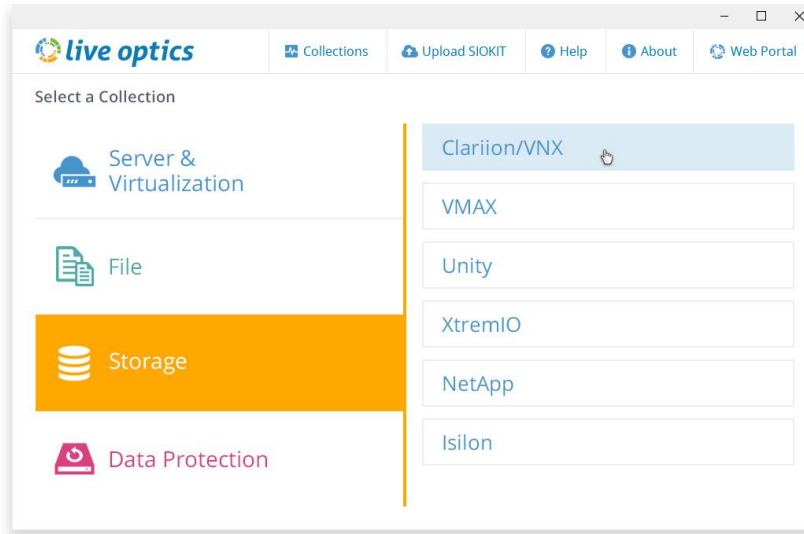 live optics
Collections
Upload SIOKIT
Help
About
Web Portal
Select a Collection
Server &
Virtualization
File
Storage
Data Protection
Clariion/VNX
VMAX
Unity
XtremIO
NetApp
Isilon